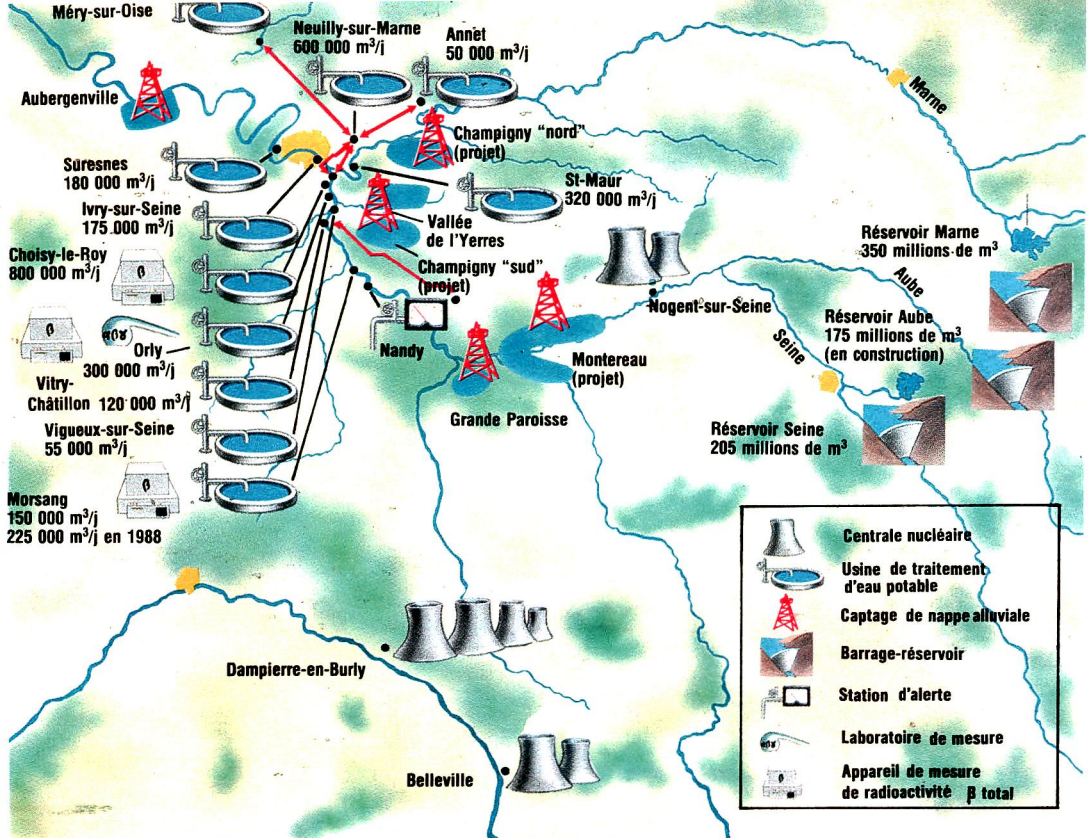 Méry-sur-Oise
Neuilly-sur-Marne
600 000 m³/j
Annet
50 000 m³/j
Aubergenville
Champigny "nord"
(projet)
Suresnes
180 000 m³/j
St-Maur
320 000 m³/j
Ivry-sur-Seine
175 000 m³/j
Vallée
de l'Yerres
Choisy-le-Roy
800 000 m³/j
Champigny "sud"
(projet)
β
Marne
Réservoir Marne
350 millions de m³
Aube
Nogent-sur-Seine
Réservoir Aube
175 millions de m³
(en construction)
Seine
β
αβγ
Orly
300 000 m³/j
Nandy
Montereau
(projet)
Vitry-
Châtillon 120 000 m³/j
Grande Paroisse
Vigueux-sur-Seine
55 000 m³/j
Réservoir Seine
205 millions de m³
β
Morsang
150 000 m³/j
225 000 m³/j en 1988
Dampierre-en-Burly
Belleville
Centrale nucléaire
Usine de traitement
d'eau potable
Captage de nappe alluviale
Barrage-réservoir
Station d'alerte
αβγ
Laboratoire de mesure
β
Appareil de mesure
de radioactivité β total